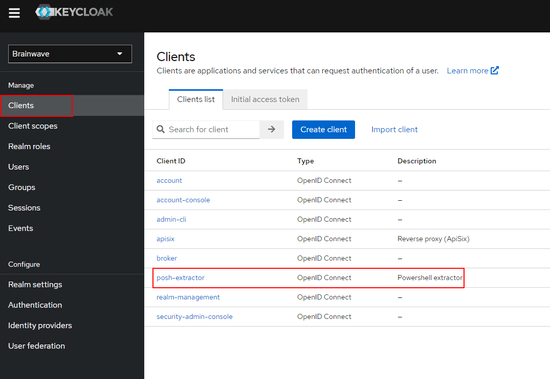 KEYCLOAK
Brainwave
Manage
Clients
Client scopes
Realm roles
Users
Groups
Sessions
Events
Configure
Realm settings
Authentication
Identity providers
User federation
Clients
Clients are applications and services that can request authentication of a user. Learn more
Clients list Initial access token
Search for client Create client Import client
Client ID Type Description
account OpenID Connect –
account-console OpenID Connect –
admin-cli OpenID Connect –
apisix OpenID Connect Reverse proxy (ApiSix)
broker OpenID Connect –
posh-extractor OpenID Connect Powershell extractor
realm-management OpenID Connect –
security-admin-console OpenID Connect –